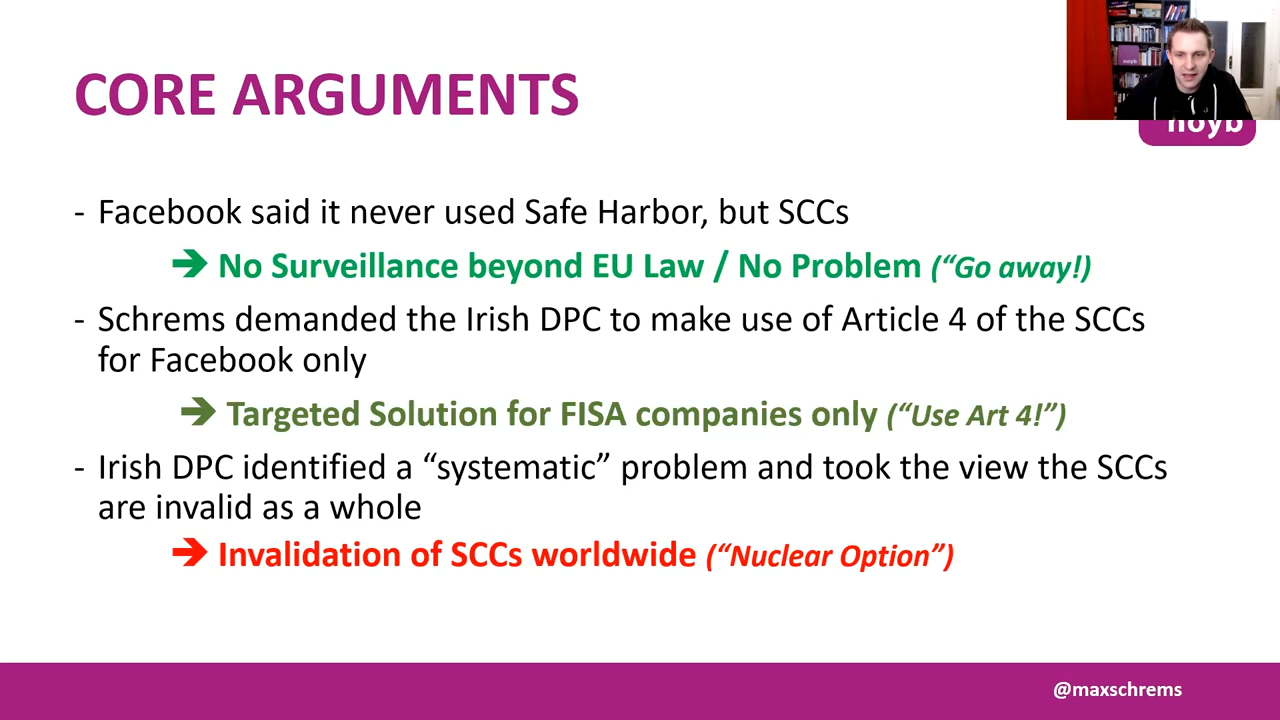 CORE ARGUMENTS
noyb
noyb
- Facebook said it never used Safe Harbor, but SCCs
➔ No Surveillance beyond EU Law / No Problem (“Go away!)
- Schrems demanded the Irish DPC to make use of Article 4 of the SCCs
for Facebook only
➔ Targeted Solution for FISA companies only (“Use Art 4!”)
- Irish DPC identified a “systematic” problem and took the view the SCCs
are invalid as a whole
➔ Invalidation of SCCs worldwide (“Nuclear Option”)
@maxschrems